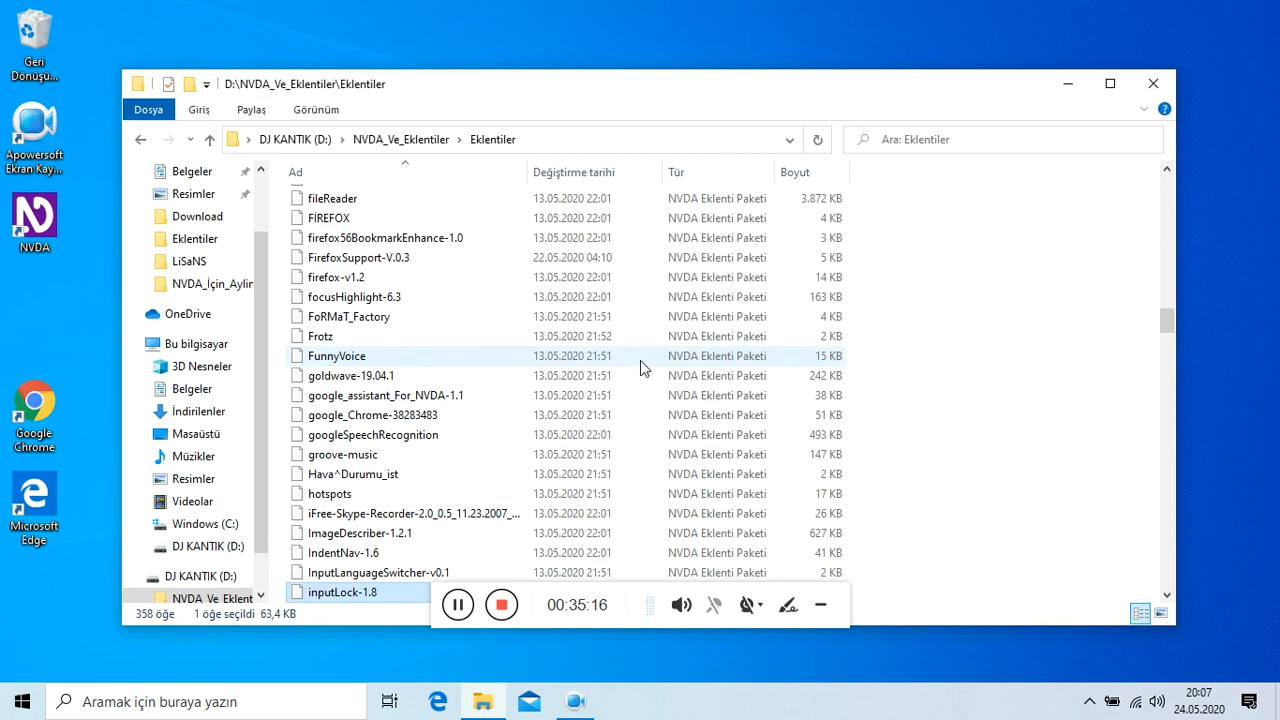 Geri
Dönüşü...
Apowersoft
Ekran Kay...
NVDA
Google
Chrome
Microsoft
Edge
D:\NVDA_Ve_Eklentiler\Eklentiler
Dosya Giriş Paylaş Görünüm
DJ KANTIK (D:) NVDA_Ve_Eklentiler Eklentiler
Ara: Eklentiler
Belgeler
Resimler
Download
Eklentiler
LiSaNS
NVDA_İçin_Aylin
OneDrive
Bu bilgisayar
3D Nesneler
Belgeler
İndirilenler
Masaüstü
Müzikler
Resimler
Videolar
Windows (C:)
DJ KANTIK (D:)
DJ KANTIK (D:)
NVDA_Ve_Eklent
Ad Değiştirme tarihi Tür Boyut
fileReader 13.05.2020 22:01 NVDA Eklenti Paketi 3.872 KB
FİREFOX 13.05.2020 22:01 NVDA Eklenti Paketi 4 KB
firefox56BookmarkEnhance-1.0 13.05.2020 22:01 NVDA Eklenti Paketi 3 KB
FirefoxSupport-V.0.3 22.05.2020 04:10 NVDA Eklenti Paketi 5 KB
firefox-v1.2 13.05.2020 22:01 NVDA Eklenti Paketi 14 KB
focusHighlight-6.3 13.05.2020 22:01 NVDA Eklenti Paketi 163 KB
FoRMaT_Factory 13.05.2020 21:51 NVDA Eklenti Paketi 4 KB
Frotz 13.05.2020 21:52 NVDA Eklenti Paketi 2 KB
FunnyVoice 13.05.2020 21:51 NVDA Eklenti Paketi 15 KB
goldwave-19.04.1 13.05.2020 21:51 NVDA Eklenti Paketi 242 KB
google_assistant_For_NVDA-1.1 13.05.2020 21:51 NVDA Eklenti Paketi 38 KB
google_Chrome-38283483 13.05.2020 21:51 NVDA Eklenti Paketi 51 KB
googleSpeechRecognition 13.05.2020 22:01 NVDA Eklenti Paketi 493 KB
groove-music 13.05.2020 21:51 NVDA Eklenti Paketi 147 KB
Hava^Durumu_ist 13.05.2020 21:51 NVDA Eklenti Paketi 2 KB
hotspots 13.05.2020 21:51 NVDA Eklenti Paketi 17 KB
iFree-Skype-Recorder-2.0_0.5_11.23.2007_... 13.05.2020 22:01 NVDA Eklenti Paketi 26 KB
ImageDescriber-1.2.1 13.05.2020 22:01 NVDA Eklenti Paketi 627 KB
IndentNav-1.6 13.05.2020 22:01 NVDA Eklenti Paketi 41 KB
InputLanguageSwitcher-v0.1 13.05.2020 21:51 NVDA Eklenti Paketi 2 KB
inputLock-1.8
00:35:16
358 öğe 1 öğe seçildi 63,4 KB
Aramak için buraya yazın
20:07
24.05.2020